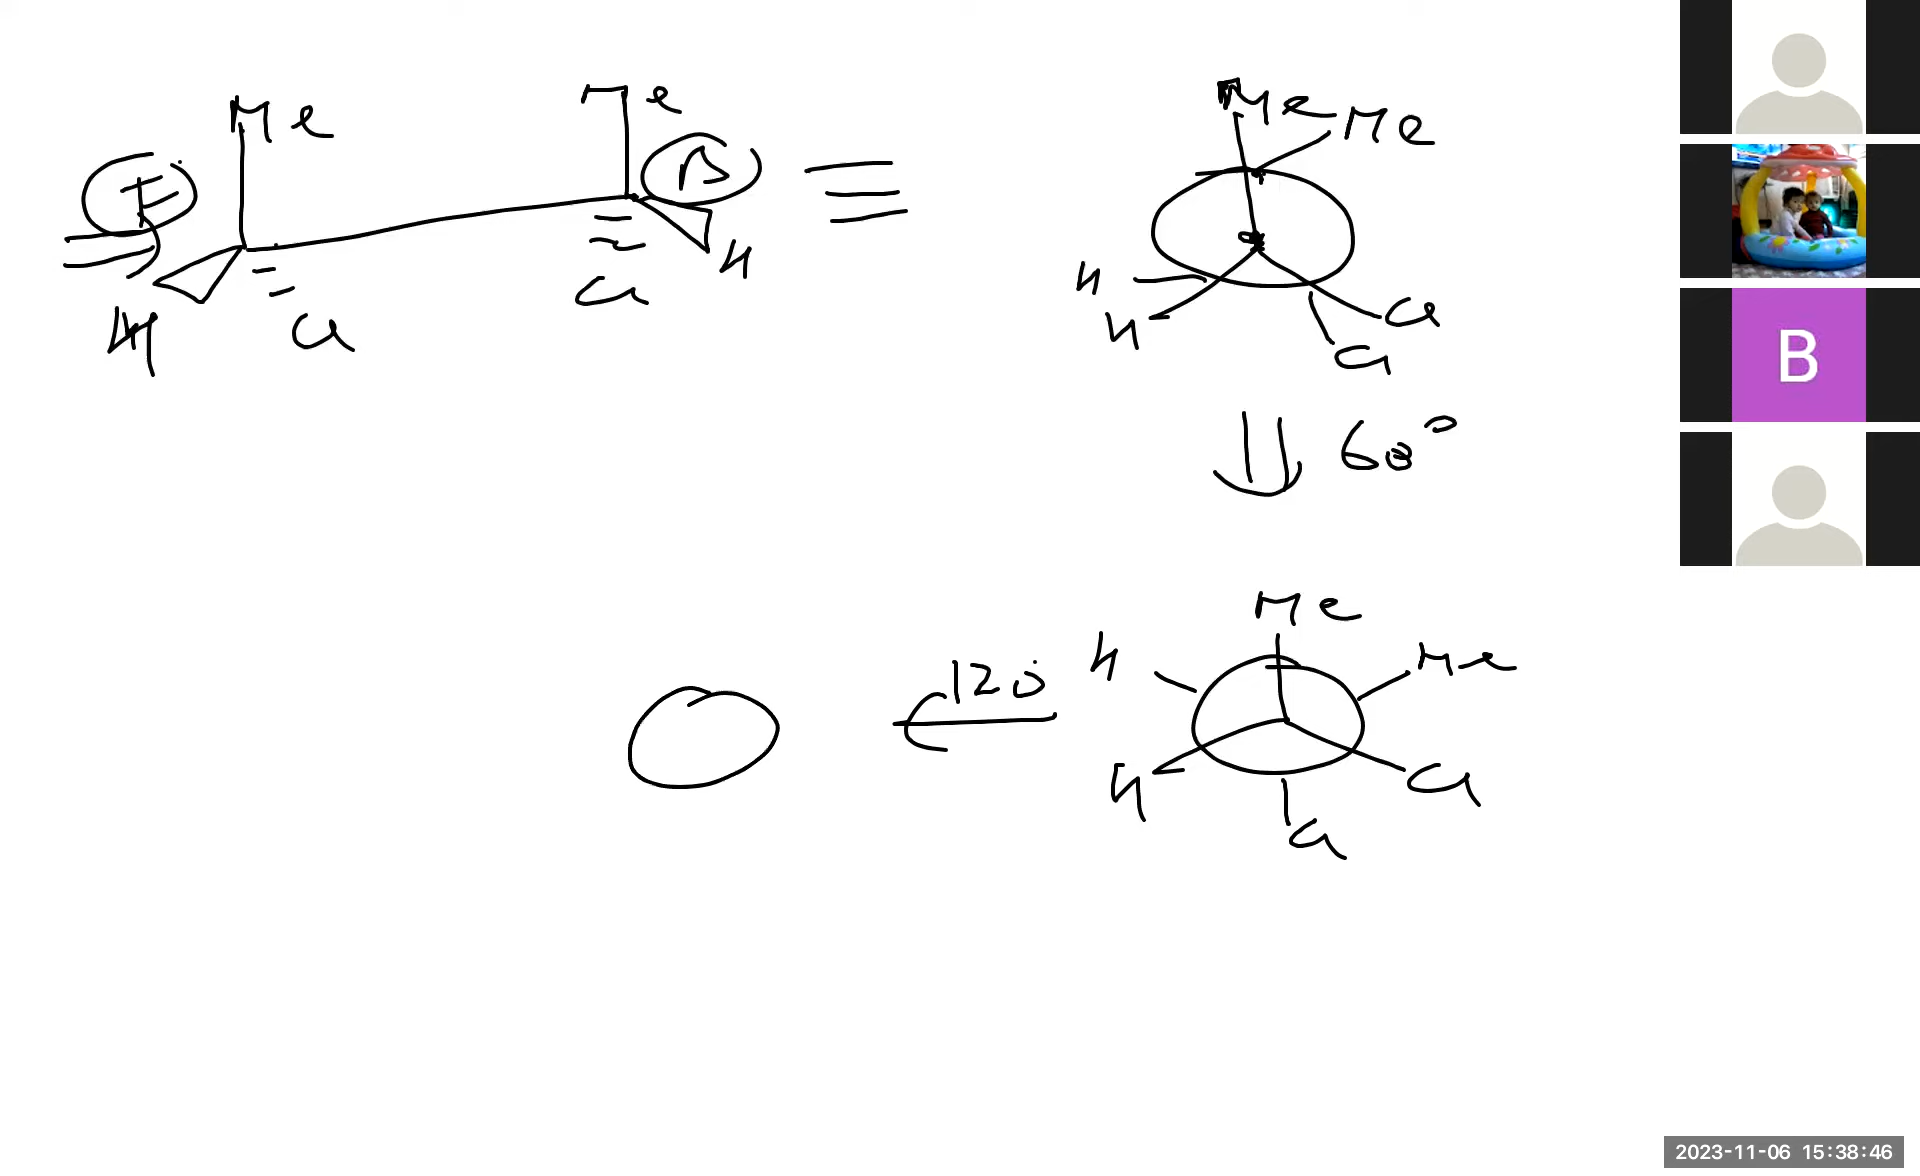 Me Me
F B
H Cl Cl H
Me Me
H Cl
H Cl
60°
Me
H Me
120
H Cl
Cl
B
2023-11-06 15:38:46